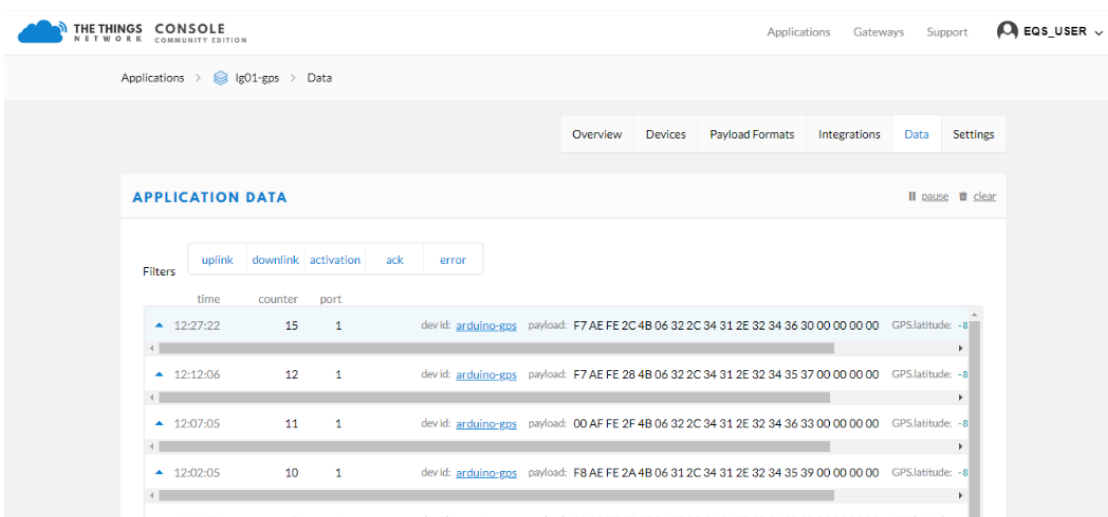 THE THINGS CONSOLE
NETWORK COMMUNITY EDITION
Applications Gateways Support EQS_USER
Applications > lg01-gps > Data
Overview Devices Payload Formats Integrations Data Settings
APPLICATION DATA
pause clear
Filters uplink downlink activation ack error
time counter port
12:27:22 15 1 dev id: arduino-gps payload: F7 AE FE 2C 4B 06 32 2C 34 31 2E 32 34 36 30 00 00 00 00 GPS.latitude: -8
12:12:06 12 1 dev id: arduino-gps payload: F7 AE FE 28 4B 06 32 2C 34 31 2E 32 34 35 37 00 00 00 00 GPS.latitude: -8
12:07:05 11 1 dev id: arduino-gps payload: 00 AF FE 2F 4B 06 32 2C 34 31 2E 32 34 36 33 00 00 00 00 GPS.latitude: -8
12:02:05 10 1 dev id: arduino-gps payload: F8 AE FE 2A 4B 06 31 2C 34 31 2E 32 34 35 39 00 00 00 00 GPS.latitude: -8